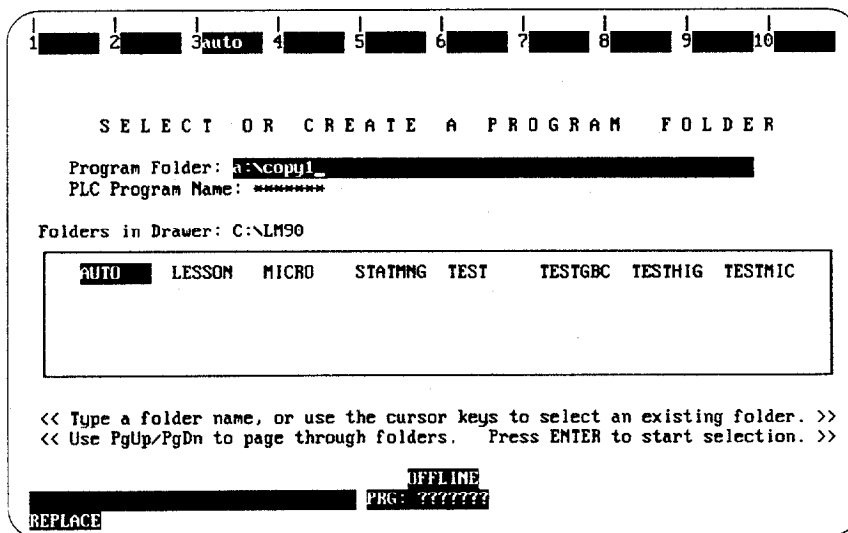 1 2 3auto 4 5 6 7 8 9 10
SELECT OR CREATE A PROGRAM FOLDER
Program Folder: a:\copy1_
PLC Program Name: *******
Folders in Drawer: C:\LM90
AUTO LESSON MICRO STATMNG TEST TESTGBC TESTHIG TESTMIC
<< Type a folder name, or use the cursor keys to select an existing folder. >>
<< Use PgUp/PgDn to page through folders. Press ENTER to start selection. >>
OFFLINE
PRG: ???????
REPLACE